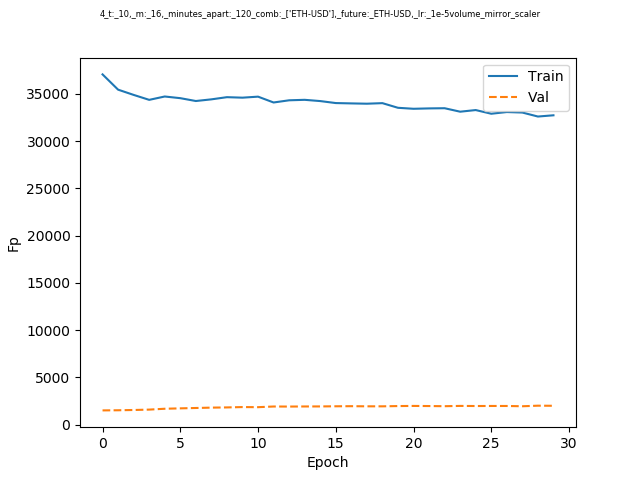 4_t:_10,_m:_16,_minutes_apart:_120_comb:_['ETH-USD'],_future:_ETH-USD,_lr:_1e-5volume_mirror_scaler
Train
Val
35000
30000
25000
20000
15000
10000
5000
0
Fp
0 5 10 15 20 25 30
Epoch